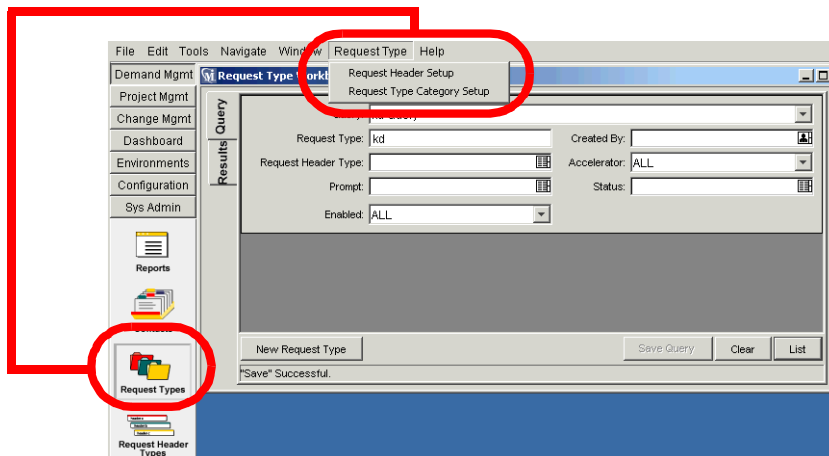 File Edit Tools Navigate Window Request Type Help
Request Header Setup
Request Type Category Setup
Demand Mgmt
Project Mgmt
Change Mgmt
Dashboard
Environments
Configuration
Sys Admin
Reports
Request Types
Request Header
Types
Request Type
Query
Results
Request Type: kd
Created By:
Request Header Type:
Accelerator: ALL
Prompt:
Status:
Enabled: ALL
New Request Type
Save Query
Clear
List
"Save" Successful.